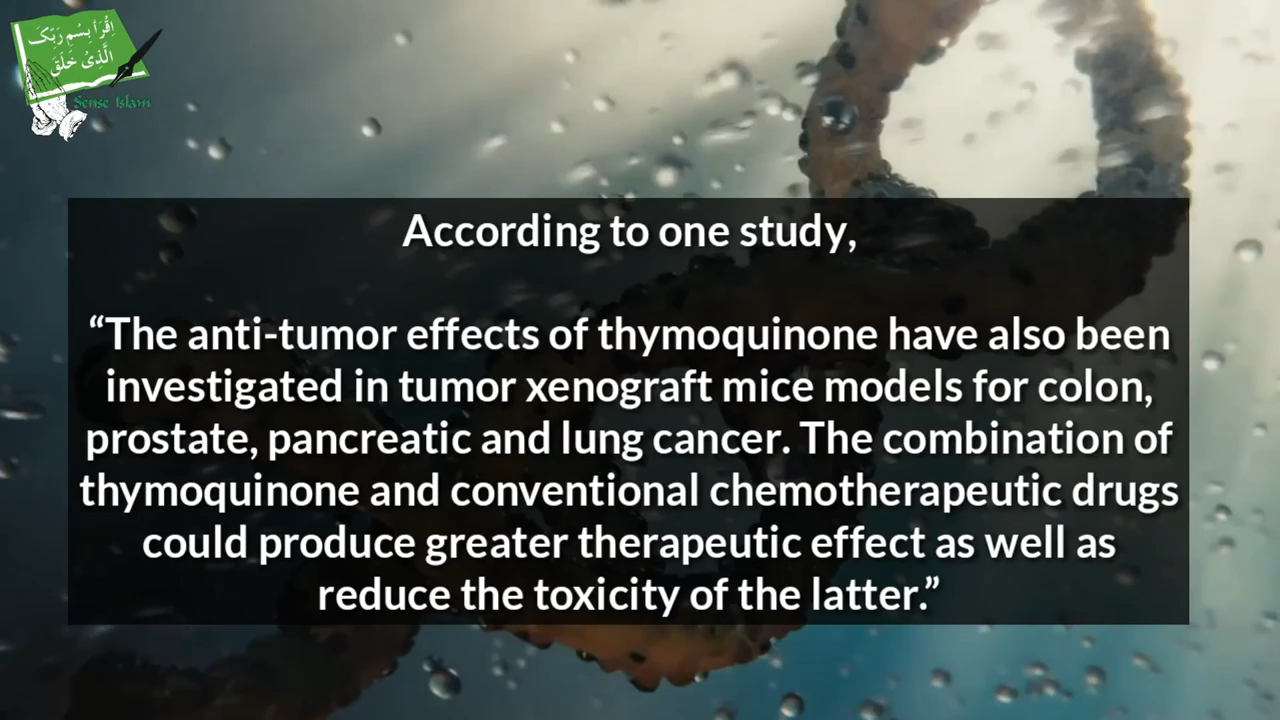 اِقْرَاْ بِسْمِ رَبِّکَ
الَّذِیْ خَلَقَ
Sense Islam
According to one study,
“The anti-tumor effects of thymoquinone have also been
investigated in tumor xenograft mice models for colon,
prostate, pancreatic and lung cancer. The combination of
thymoquinone and conventional chemotherapeutic drugs
could produce greater therapeutic effect as well as
reduce the toxicity of the latter.”